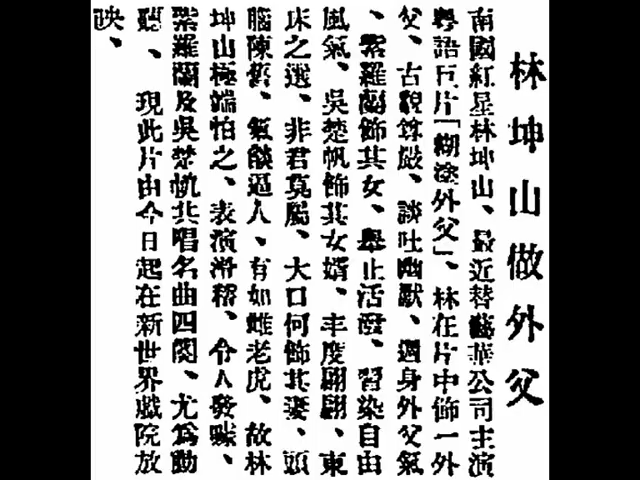 林坤山做外父
南國紅星林坤山、最近替藝華公司主演
粤語巨片「糊塗外父」、林在片中飾一外
父、古貌尊嚴、談吐幽默、週身外父氣
、紫羅蘭飾其女、舉止活潑、習染自由
風氣、吳楚帆飾其女婿、丰度翩翩、東
床之選、非君莫屬、大口何飾其妻、頭
腦陳舊、氣燄逼人、有如雌老虎、故林
坤山極端怕之、表演滑稽、令人發噱、
紫羅蘭及吳楚帆共唱名曲四闋、尤爲動
聽、現此片由今日起在新世界戲院放
映、